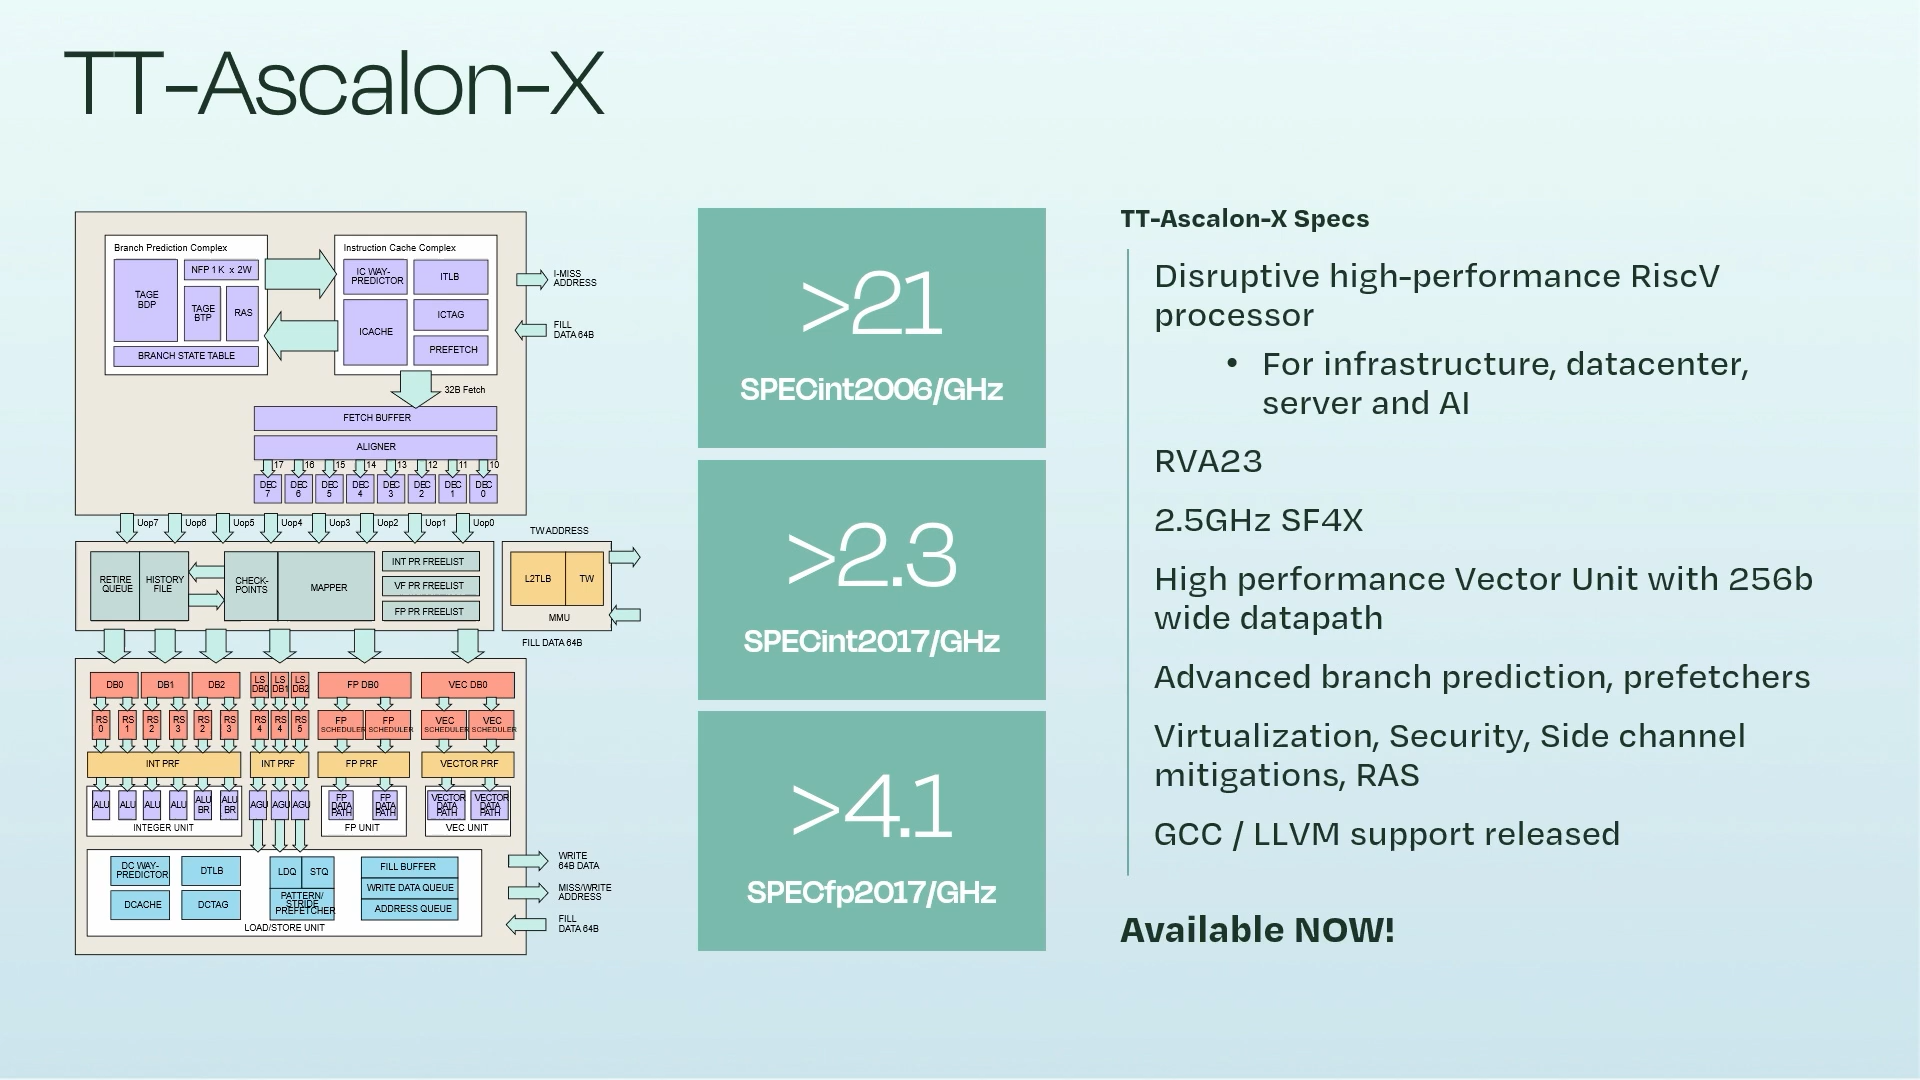 TT-Ascalon-X
Branch Prediction Complex
TAGE
BDP
NFP 1K x 2W
TAGE
BTP
RAS
BRANCH STATE TABLE
Instruction Cache Complex
IC WAY-
PREDICTOR
ITLB
ICACHE
ICTAG
PREFETCH
I-MISS
ADDRESS
FILL
DATA 64B
32B Fetch
FETCH BUFFER
ALIGNER
17 16 15 14 13 12 11 10
DEC DEC DEC DEC DEC DEC DEC DEC
7 6 5 4 3 2 1 0
Uop7 Uop6 Uop5 Uop4 Uop3 Uop2 Uop1 Uop0
RETIRE
QUEUE
HISTORY
FILE
CHECK-
POINTS
MAPPER
INT PR FREELIST
VF PR FREELIST
FP PR FREELIST
TW ADDRESS
L2TLB TW
MMU
FILL DATA 64B
DB0 DB1 DB2
LS LS LS
DB0 DB1 DB2
FP DB0 VEC DB0
RS RS RS RS RS RS RS RS RS
0 1 2 3 2 3 4 4 5
FP
SCHEDULER
FP
SCHEDULER
VEC
SCHEDULER
VEC
SCHEDULER
INT PRF INT PRF FP PRF VECTOR PRF
ALU ALU ALU ALU
ALU
BR
ALU
BR
AGU AGU AGU
FP
DATA
PATH
FP
DATA
PATH
VECTOR
DATA
PATH
VECTOR
DATA
PATH
INTEGER UNIT FP UNIT VEC UNIT
DC WAY-
PREDICTOR
DTLB
DCACHE DCTAG
LDQ STQ
PATTERN/
STRIDE
PREFETCHER
FILL BUFFER
WRITE DATA QUEUE
ADDRESS QUEUE
LOAD/STORE UNIT
WRITE
64B DATA
MISS/WRITE
ADDRESS
FILL
DATA 64B
>21
SPECint2006/GHz
>2.3
SPECint2017/GHz
>4.1
SPECfp2017/GHz
TT-Ascalon-X Specs
Disruptive high-performance RiscV
processor
• For infrastructure, datacenter,
server and AI
RVA23
2.5GHz SF4X
High performance Vector Unit with 256b
wide datapath
Advanced branch prediction, prefetchers
Virtualization, Security, Side channel
mitigations, RAS
GCC / LLVM support released
Available NOW!